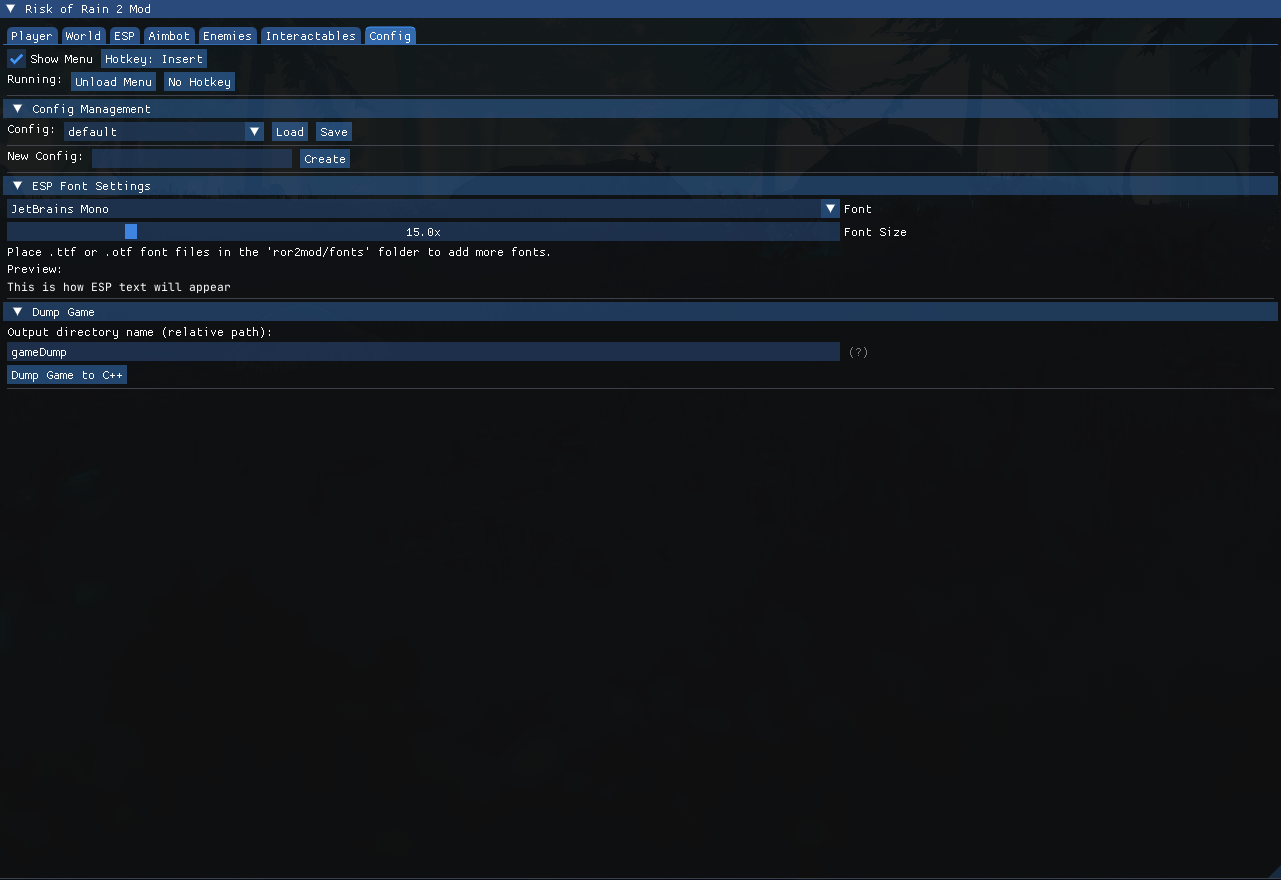 Risk of Rain 2 Mod
Player World ESP Aimbot Enemies Interactables Config
Show Menu Hotkey: Insert
Running: Unload Menu No Hotkey
Config Management
Config: default Load Save
New Config: Create
ESP Font Settings
JetBrains Mono Font
15.0x Font Size
Place .ttf or .otf font files in the 'ror2mod/fonts' folder to add more fonts.
Preview:
This is how ESP text will appear
Dump Game
Output directory name (relative path):
gameDump (?)
Dump Game to C++